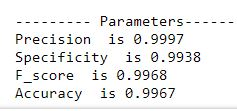 --------- Parameters------
Precision  is 0.9997
Specificity  is 0.9938
F_score  is 0.9968
Accuracy  is 0.9967